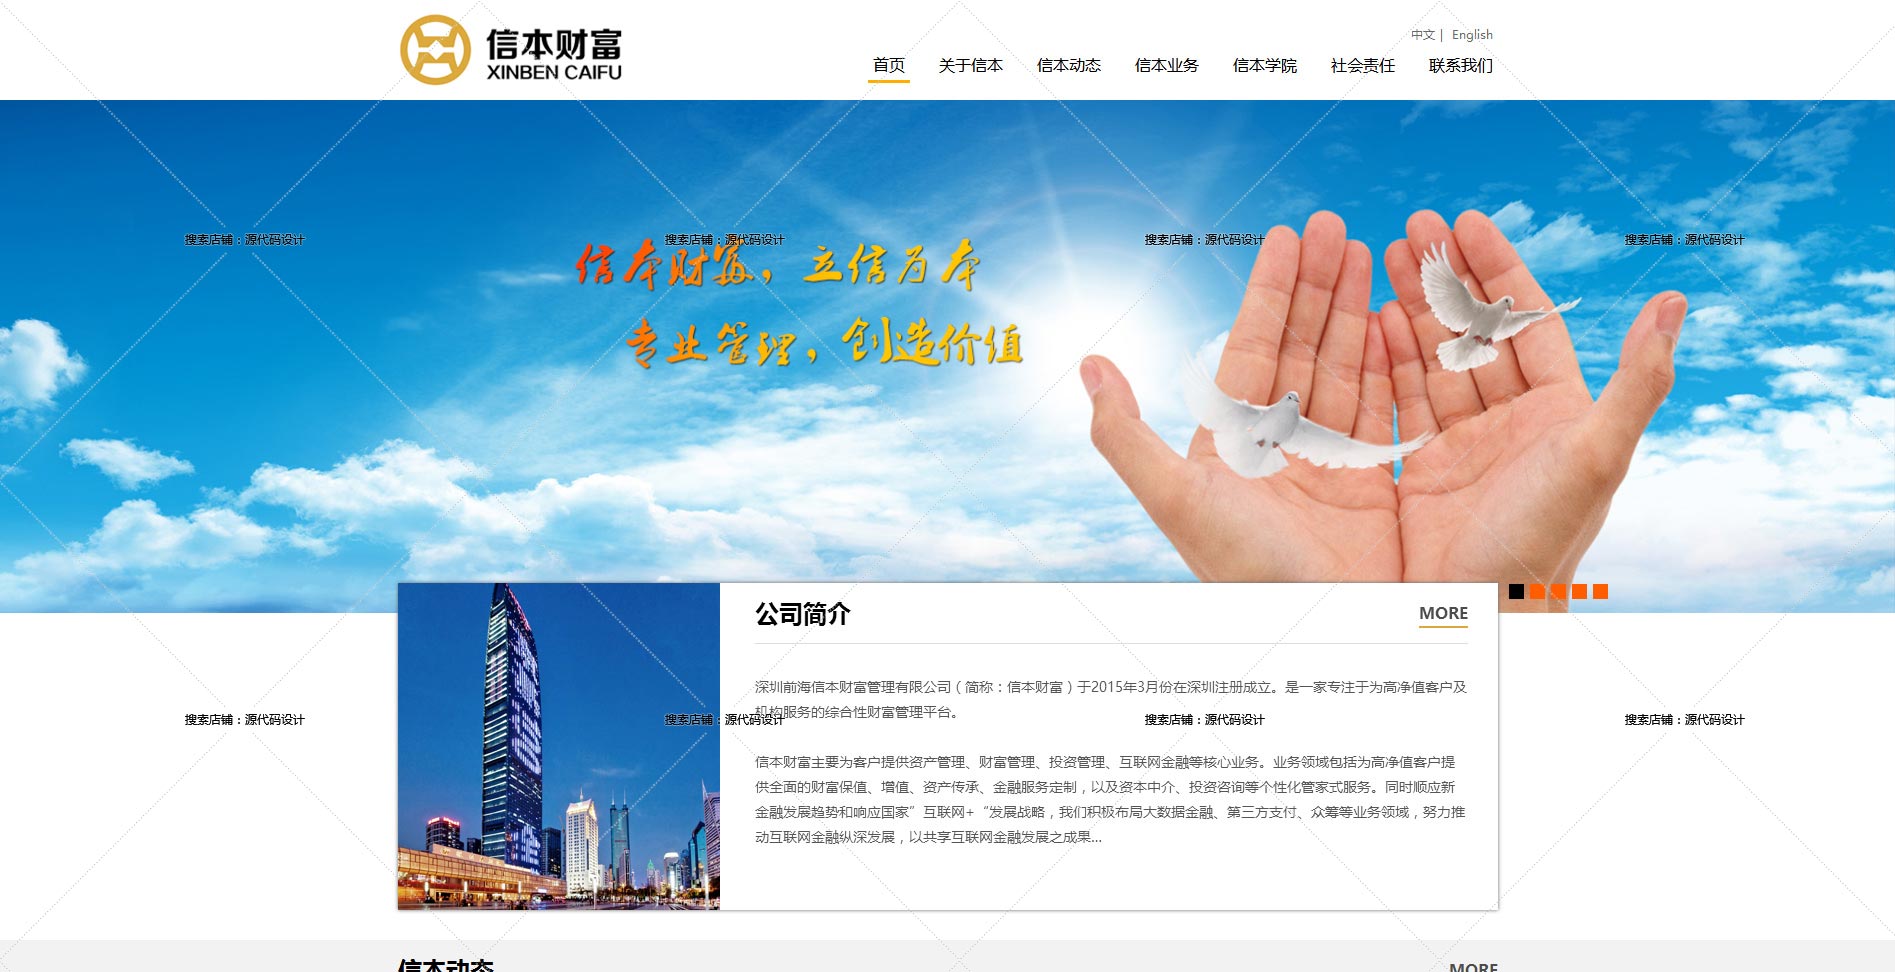 信本财富
XINBEN CAIFU
中文 | English
首页 关于信本 信本动态 信本业务 信本学院 社会责任 联系我们
搜索店铺：源代码设计 搜索店铺：源代码设计 搜索店铺：源代码设计 搜索店铺：源代码设计
信本财富，立信为本
专业管理，创造价值
公司简介 MORE
深圳前海信本财富管理有限公司（简称：信本财富）于2015年3月份在深圳注册成立。是一家专注于为高净值客户及
机构服务的综合性财富管理平台。
搜索店铺：源代码设计 搜索店铺：源代码设计 搜索店铺：源代码设计 搜索店铺：源代码设计
信本财富主要为客户提供资产管理、财富管理、投资管理、互联网金融等核心业务。业务领域包括为高净值客户提
供全面的财富保值、增值、资产传承、金融服务定制，以及资本中介、投资咨询等个性化管家式服务。同时顺应新
金融发展趋势和响应国家”互联网+“发展战略，我们积极布局大数据金融、第三方支付、众筹等业务领域，努力推
动互联网金融纵深发展，以共享互联网金融发展之成果...
信本动态 MORE